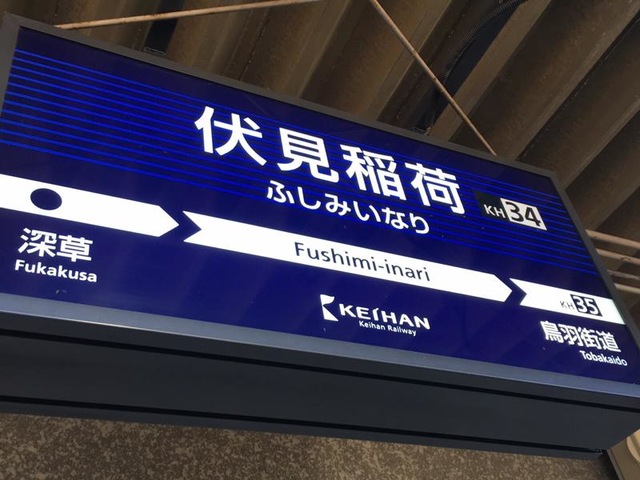 伏見稲荷
KH34
ふしみいなり
Fushimi-inari
深草
Fukakusa
KH35
鳥羽街道
Tobakaido
KEIHAN
Keihan Railway